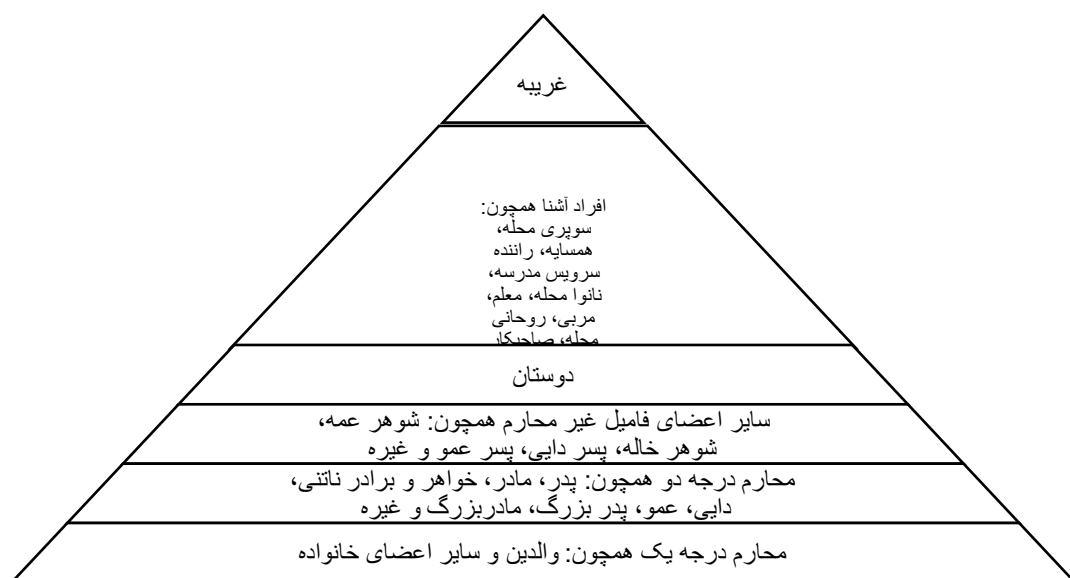 غریبه
افراد آشنا همچون:
سوپری محله،
همسایه، راننده
سرویس مدرسه،
نانوا محله، معلم،
مربی، روحانی
محله، صاحبکار
دوستان
سایر اعضای فامیل غیر محارم همچون: شوهر عمه،
شوهر خاله، پسر دایی، پسر عمو و غیره
محارم درجه دو همچون: پدر، مادر، خواهر و برادر ناتنی،
دایی، عمو، پدر بزرگ، مادربزرگ و غیره
محارم درجه یک همچون: والدین و سایر اعضای خانواده